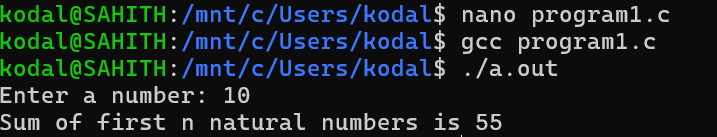 kodal@SAHITH:/mnt/c/Users/kodal$ nano program1.c
kodal@SAHITH:/mnt/c/Users/kodal$ gcc program1.c
kodal@SAHITH:/mnt/c/Users/kodal$ ./a.out
Enter a number: 10
Sum of first n natural numbers is 55